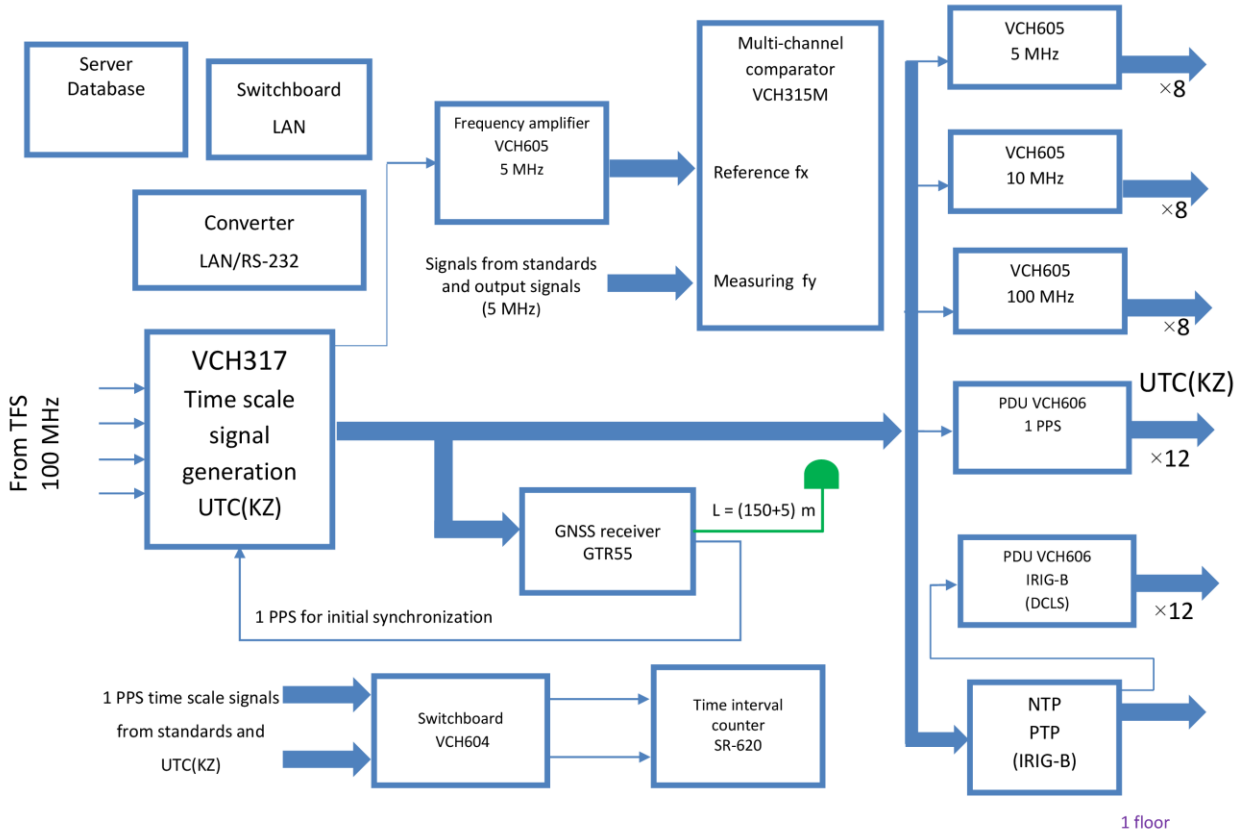 Server
Database
Switchboard
LAN
Converter
LAN/RS-232
Frequency amplifier
VCH605
5 MHz
Multi-channel
comparator
VCH315M
Reference fx
Measuring fy
Signals from standards
and output signals
(5 MHz)
VCH605
5 MHz
×8
VCH605
10 MHz
×8
VCH605
100 MHz
×8
UTC(KZ)
PDU VCH606
1 PPS
×12
PDU VCH606
IRIG-B
(DCLS)
×12
NTP
PTP
(IRIG-B)
From TFS
100 MHz
VCH317
Time scale
signal
generation
UTC(KZ)
L = (150+5) m
GNSS receiver
GTR55
1 PPS for initial synchronization
1 PPS time scale signals
from standards and
UTC(KZ)
Switchboard
VCH604
Time interval
counter
SR-620
1 floor